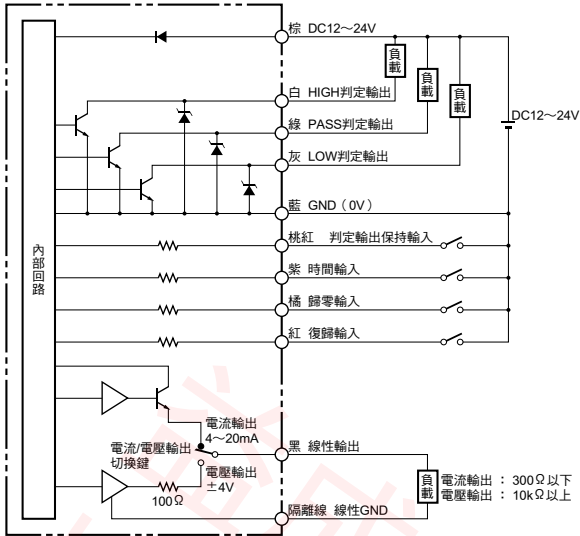 棕 DC12～24V
負載
負載
負載
白 HIGH判定輸出
DC12～24V
綠 PASS判定輸出
灰 LOW判定輸出
藍 GND（0V）
內部回路
桃紅 判定輸出保持輸入
紫 時間輸入
橘 歸零輸入
紅 復歸輸入
電流輸出
4～20mA
電流/電壓輸出
切換鍵
黑 線性輸出
電壓輸出
±4V
100Ω
負載
電流輸出：300Ω以下
電壓輸出：10kΩ以上
隔離線 線性GND